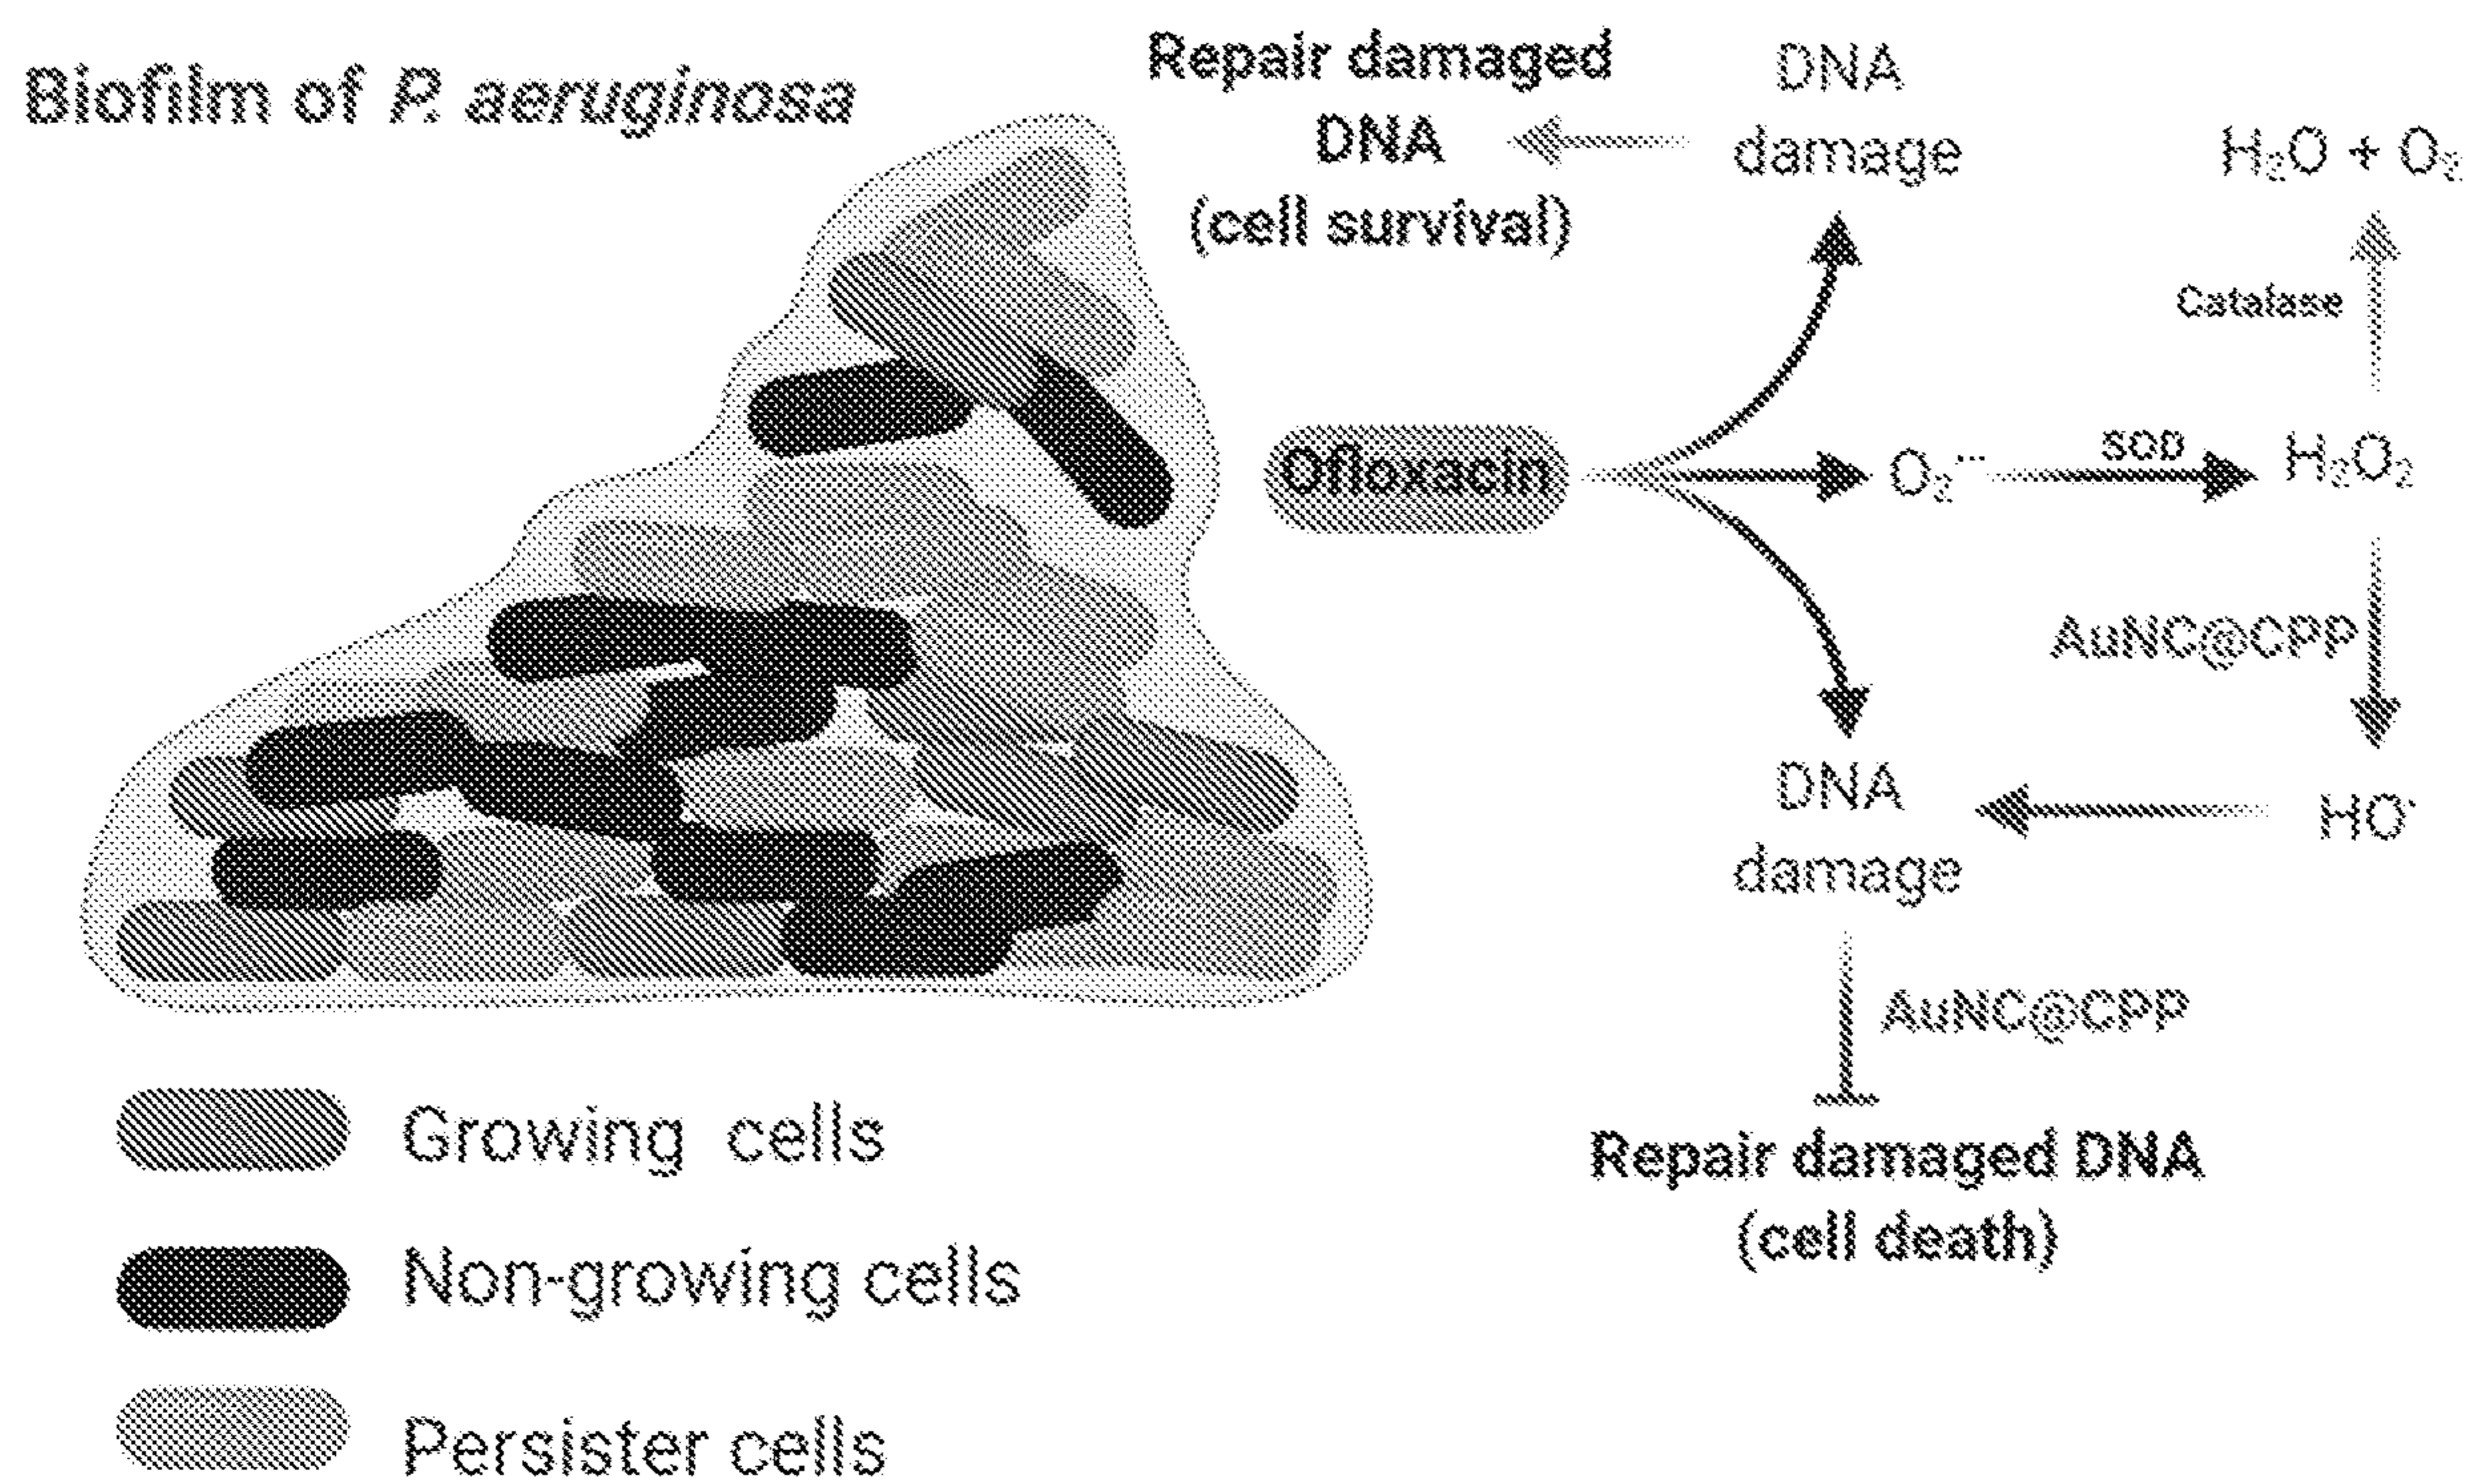 Biofilm of P. aeruginosa
Repair damaged
DNA
(cell survival)
DNA
damage
H₂O + O₂
Catalase
Ofloxacin
O₂˙⁻
SOD
H₂O₂
AuNC@CPP
DNA
damage
HO˙
AuNC@CPP
Repair damaged DNA
(cell death)
Growing cells
Non-growing cells
Persister cells